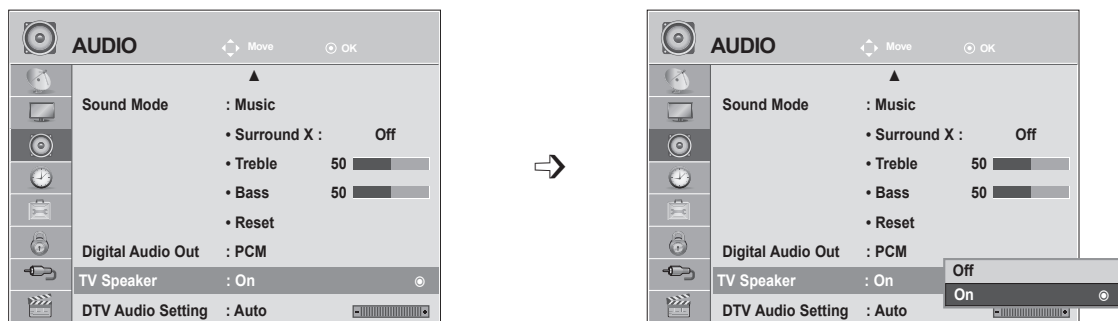 AUDIO Move OK
Sound Mode : Music
• Surround X : Off
• Treble 50
• Bass 50
• Reset
Digital Audio Out : PCM
TV Speaker : On
DTV Audio Setting : Auto
AUDIO Move OK
Sound Mode : Music
• Surround X : Off
• Treble 50
• Bass 50
• Reset
Digital Audio Out : PCM
TV Speaker : On
DTV Audio Setting : Auto
Off
On